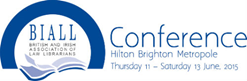 BIALL
BRITISH AND IRISH
ASSOCIATION OF
LAW LIBRARIANS
Conference
Hilton Brighton Metropole
Thursday 11 – Saturday 13 June, 2015